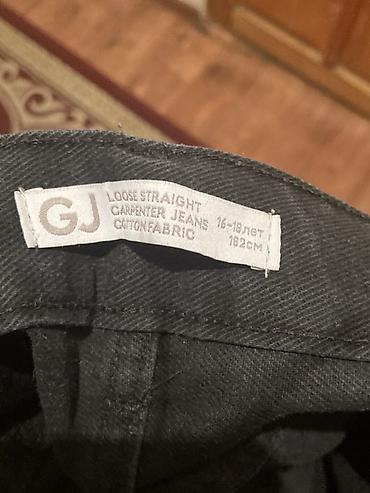 GJ
LOOSE STRAIGHT
CARPENTER JEANS
COTTON FABRIC
16-18лет
182см